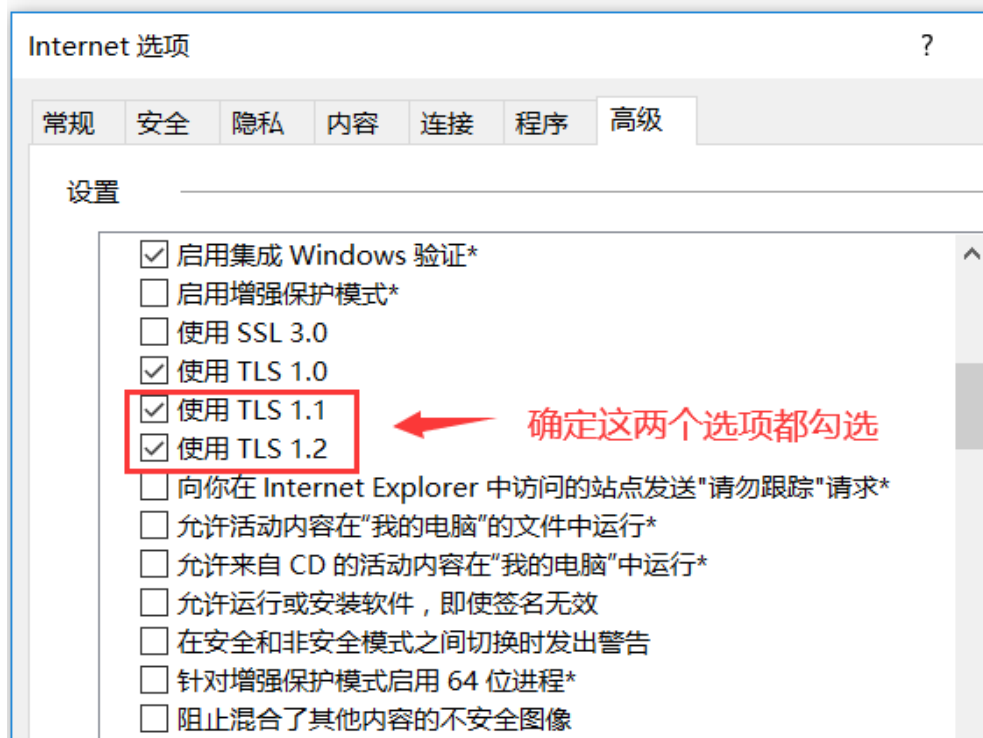 Internet 选项
?
常规 安全 隐私 内容 连接 程序 高级
设置
启用集成 Windows 验证*
启用增强保护模式*
使用 SSL 3.0
使用 TLS 1.0
使用 TLS 1.1
确定这两个选项都勾选
使用 TLS 1.2
向你在 Internet Explorer 中访问的站点发送"请勿跟踪"请求*
允许活动内容在“我的电脑”的文件中运行*
允许来自 CD 的活动内容在“我的电脑”中运行*
允许运行或安装软件，即使签名无效
在安全和非安全模式之间切换时发出警告
针对增强保护模式启用 64 位进程*
阻止混合了其他内容的不安全图像